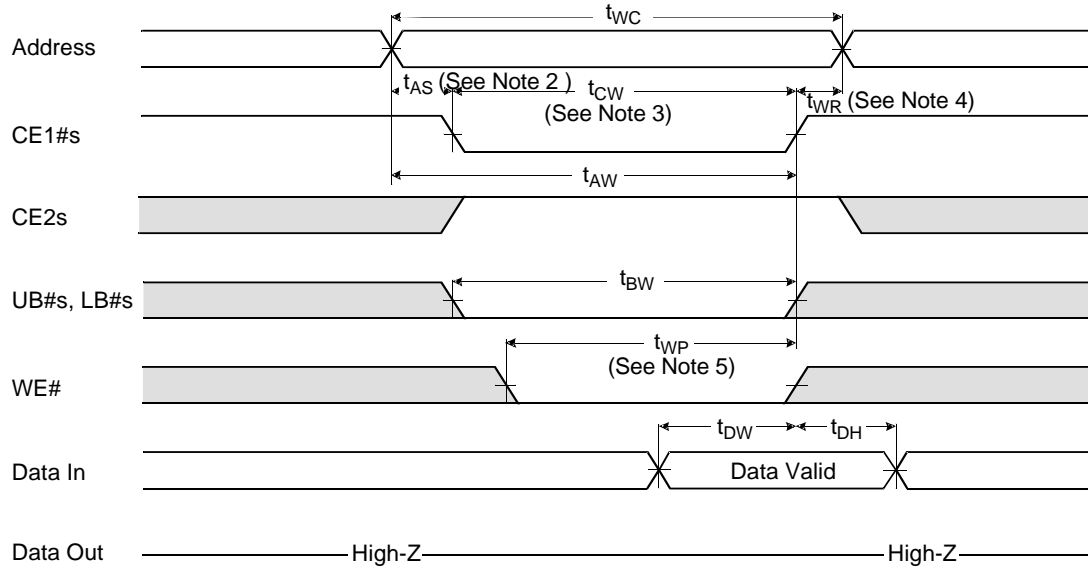 tWC
Address
tAS (See Note 2 )
tCW
(See Note 3)
tWR (See Note 4)
CE1#s
tAW
CE2s
tBW
UB#s, LB#s
tWP
(See Note 5)
WE#
tDW
tDH
Data In
Data Valid
Data Out
High-Z
High-Z